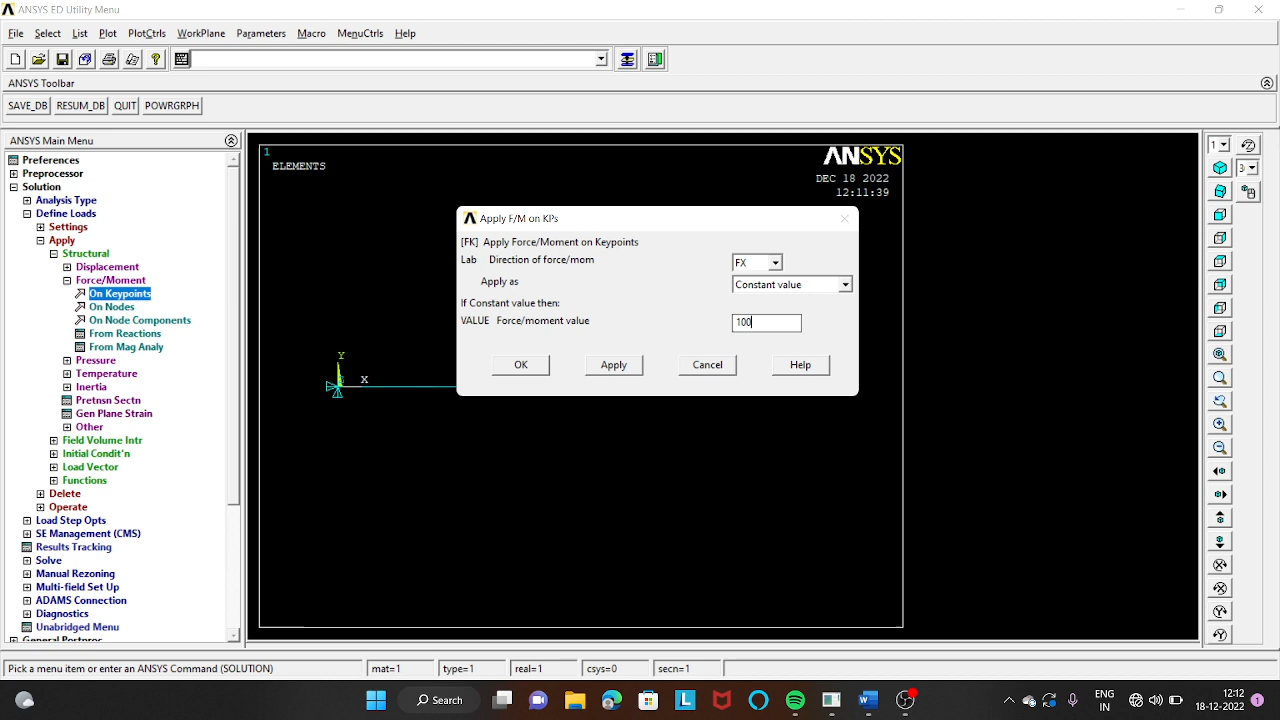 ANSYS ED Utility Menu
File Select List Plot PlotCtrls WorkPlane Parameters Macro MenuCtrls Help
ANSYS Toolbar
SAVE_DB RESUM_DB QUIT POWRGRPH
ANSYS Main Menu
Preferences
Preprocessor
Solution
Analysis Type
Define Loads
Settings
Apply
Structural
Displacement
Force/Moment
On Keypoints
On Nodes
On Node Components
From Reactions
From Mag Analy
Pressure
Temperature
Inertia
Pretnsn Sectn
Gen Plane Strain
Other
Field Volume Intr
Initial Condit'n
Load Vector
Functions
Delete
Operate
Load Step Opts
SE Management (CMS)
Results Tracking
Solve
Manual Rezoning
Multi-field Set Up
ADAMS Connection
Diagnostics
Unabridged Menu
General Postproc
1
ELEMENTS
ANSYS
DEC 18 2022
12:11:39
Y
X
Apply F/M on KPs
[FK] Apply Force/Moment on Keypoints
Lab Direction of force/mom FX
Apply as Constant value
If Constant value then:
VALUE Force/moment value 100
OK Apply Cancel Help
1
3
Pick a menu item or enter an ANSYS Command (SOLUTION) mat=1 type=1 real=1 csys=0 secn=1
Search
ENG
IN
12:12
18-12-2022
1